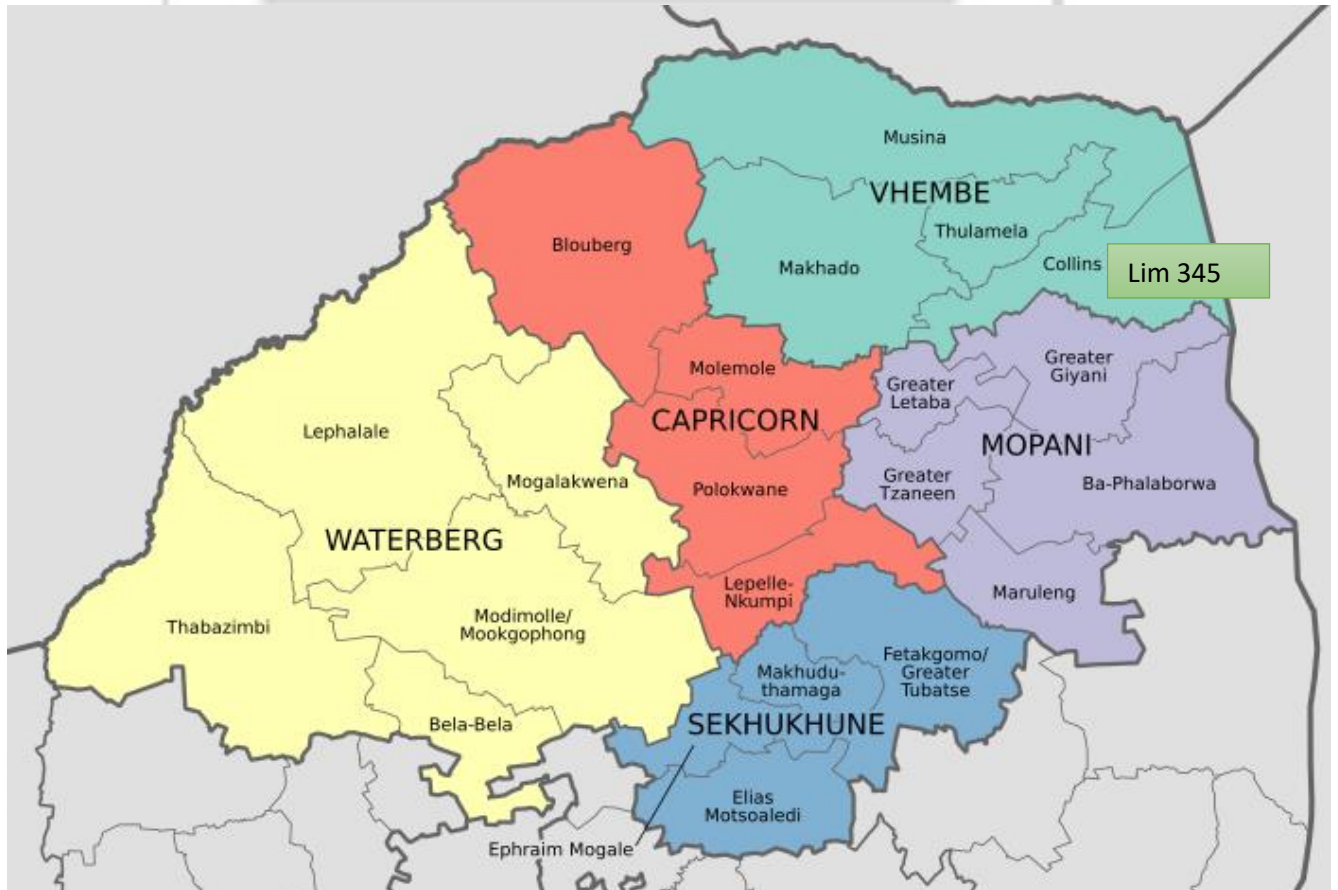 Musina
VHEMBE
Thulamela
Blouberg
Makhado
Collins
Lim 345
Molemole
Greater
Letaba
Greater
Giyani
CAPRICORN
Lephalale
MOPANI
Mogalakwena
Polokwane
Greater
Tzaneen
Ba-Phalaborwa
WATERBERG
Lepelle-
Nkumpi
Maruleng
Thabazimbi
Modimolle/
Mookgophong
Makhudu-
thamaga
Fetakgomo/
Greater
Tubatse
Bela-Bela
SEKHUKHUNE
Elias
Motsoaledi
Ephraim Mogale